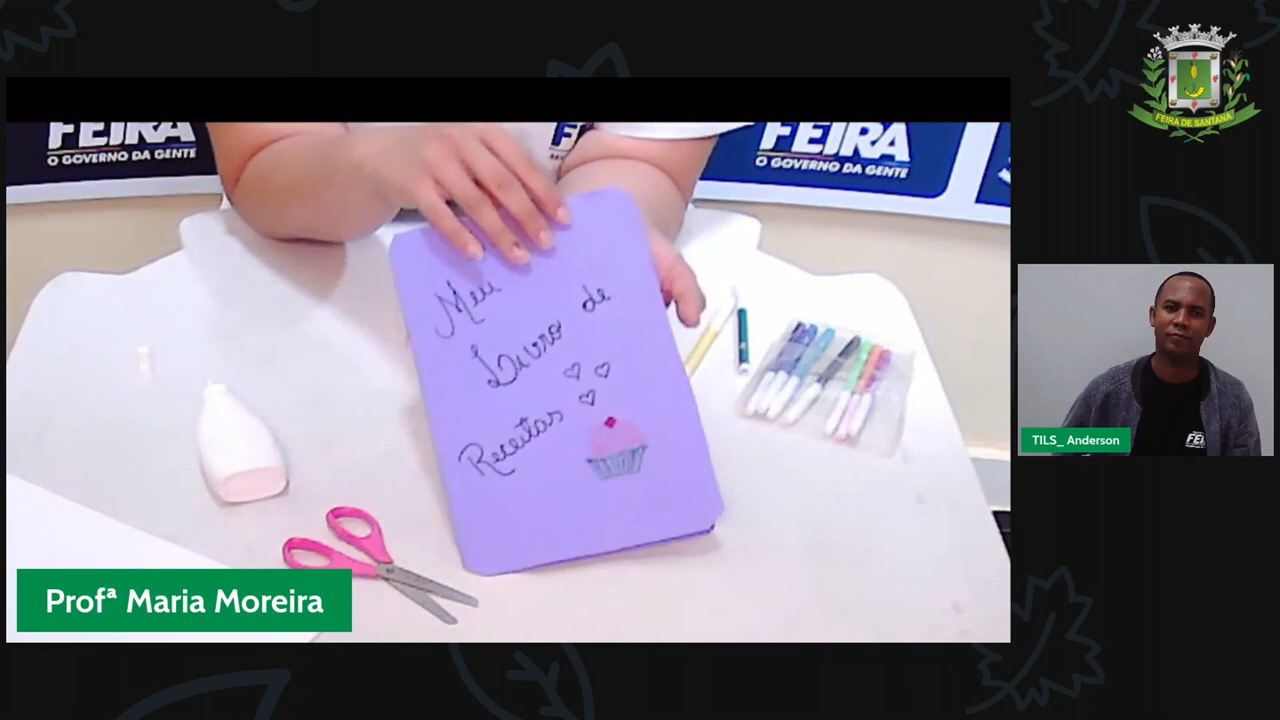 FEIRA DE SANTANA
FEIRA
O GOVERNO DA GENTE
FEIRA
O GOVERNO DA GENTE
Meu
Livro de
Receitas
TILS_ Anderson
Profª Maria Moreira